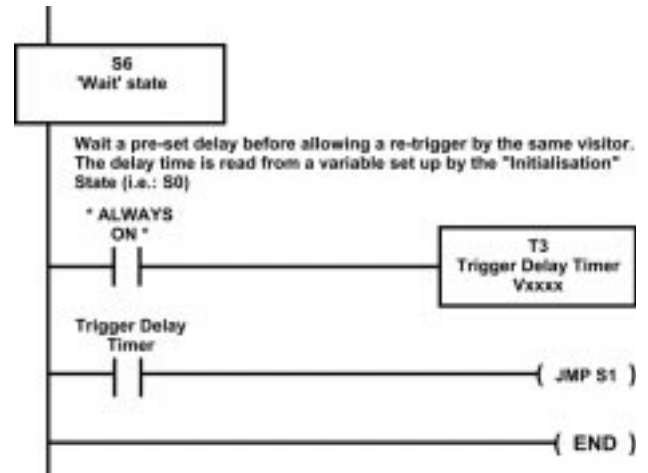 S6
'Wait' state
Wait a pre-set delay before allowing a re-trigger by the same visitor.
The delay time is read from a variable set up by the "Initialisation"
State (i.e.: S0)
* ALWAYS
ON *
T3
Trigger Delay Timer
Vxxxx
Trigger Delay
Timer
( JMP S1 )
( END )